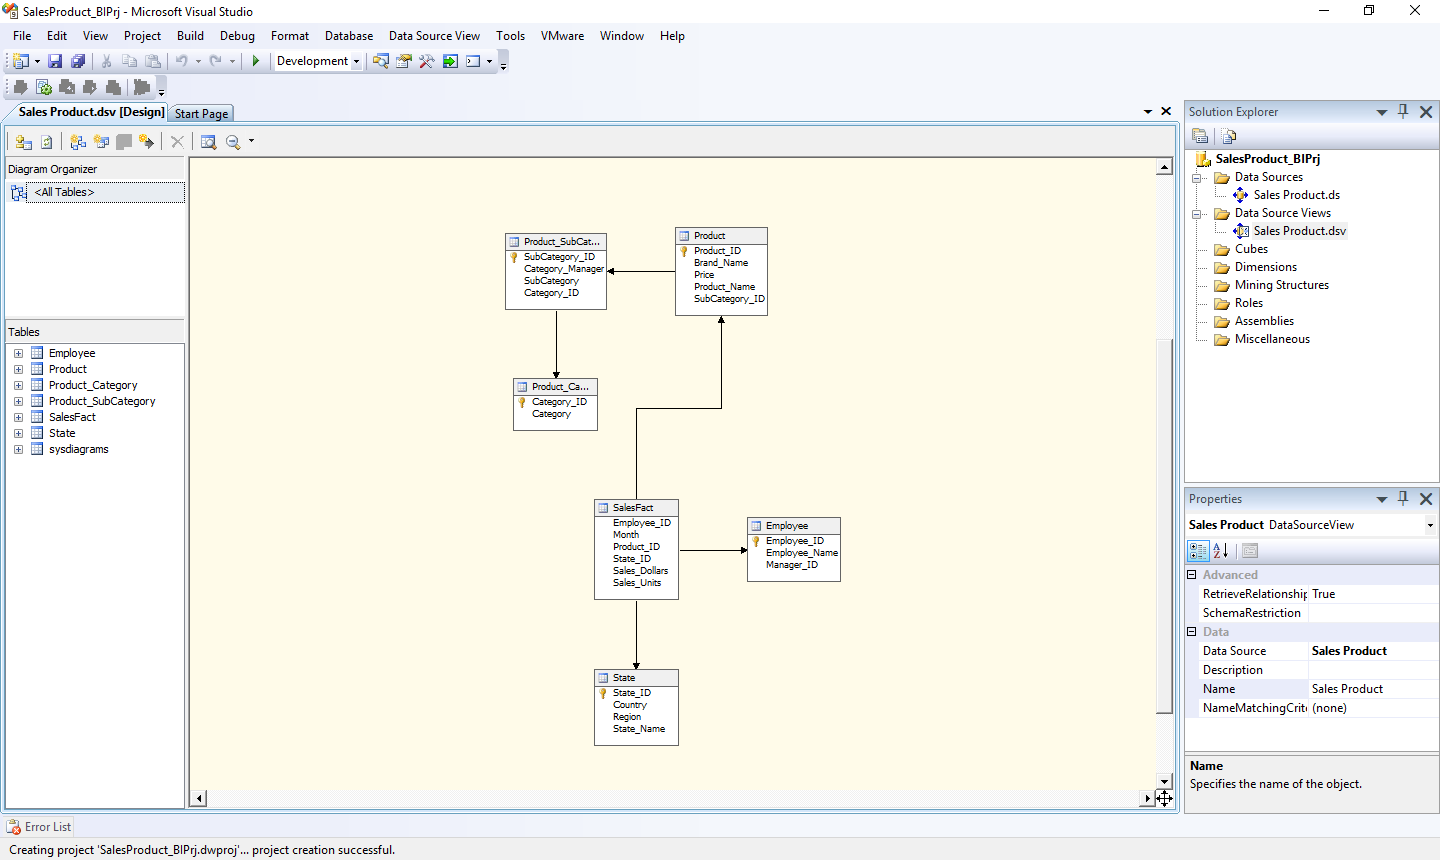 SalesProduct_BIPrj - Microsoft Visual Studio
File Edit View Project Build Debug Format Database Data Source View Tools VMware Window Help
Development
Sales Product.dsv [Design] Start Page
Diagram Organizer
<All Tables>
Tables
Employee
Product
Product_Category
Product_SubCategory
SalesFact
State
sysdiagrams
Product_SubCat...
SubCategory_ID
Category_Manager
SubCategory
Category_ID
Product
Product_ID
Brand_Name
Price
Product_Name
SubCategory_ID
Product_Ca...
Category_ID
Category
SalesFact
Employee_ID
Month
Product_ID
State_ID
Sales_Dollars
Sales_Units
Employee
Employee_ID
Employee_Name
Manager_ID
State
State_ID
Country
Region
State_Name
Solution Explorer
SalesProduct_BIPrj
Data Sources
Sales Product.ds
Data Source Views
Sales Product.dsv
Cubes
Dimensions
Mining Structures
Roles
Assemblies
Miscellaneous
Properties
Sales Product DataSourceView
Advanced
RetrieveRelationship True
SchemaRestriction
Data
Data Source Sales Product
Description
Name Sales Product
NameMatchingCrite (none)
Name
Specifies the name of the object.
Error List
Creating project 'SalesProduct_BIPrj.dwproj'... project creation successful.